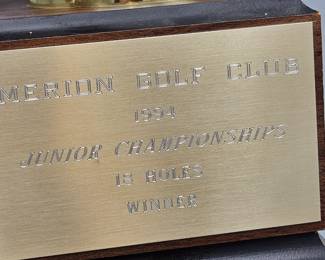 MERION GOLF CLUB
1994
JUNIOR CHAMPIONSHIPS
18 HOLES
WINNER